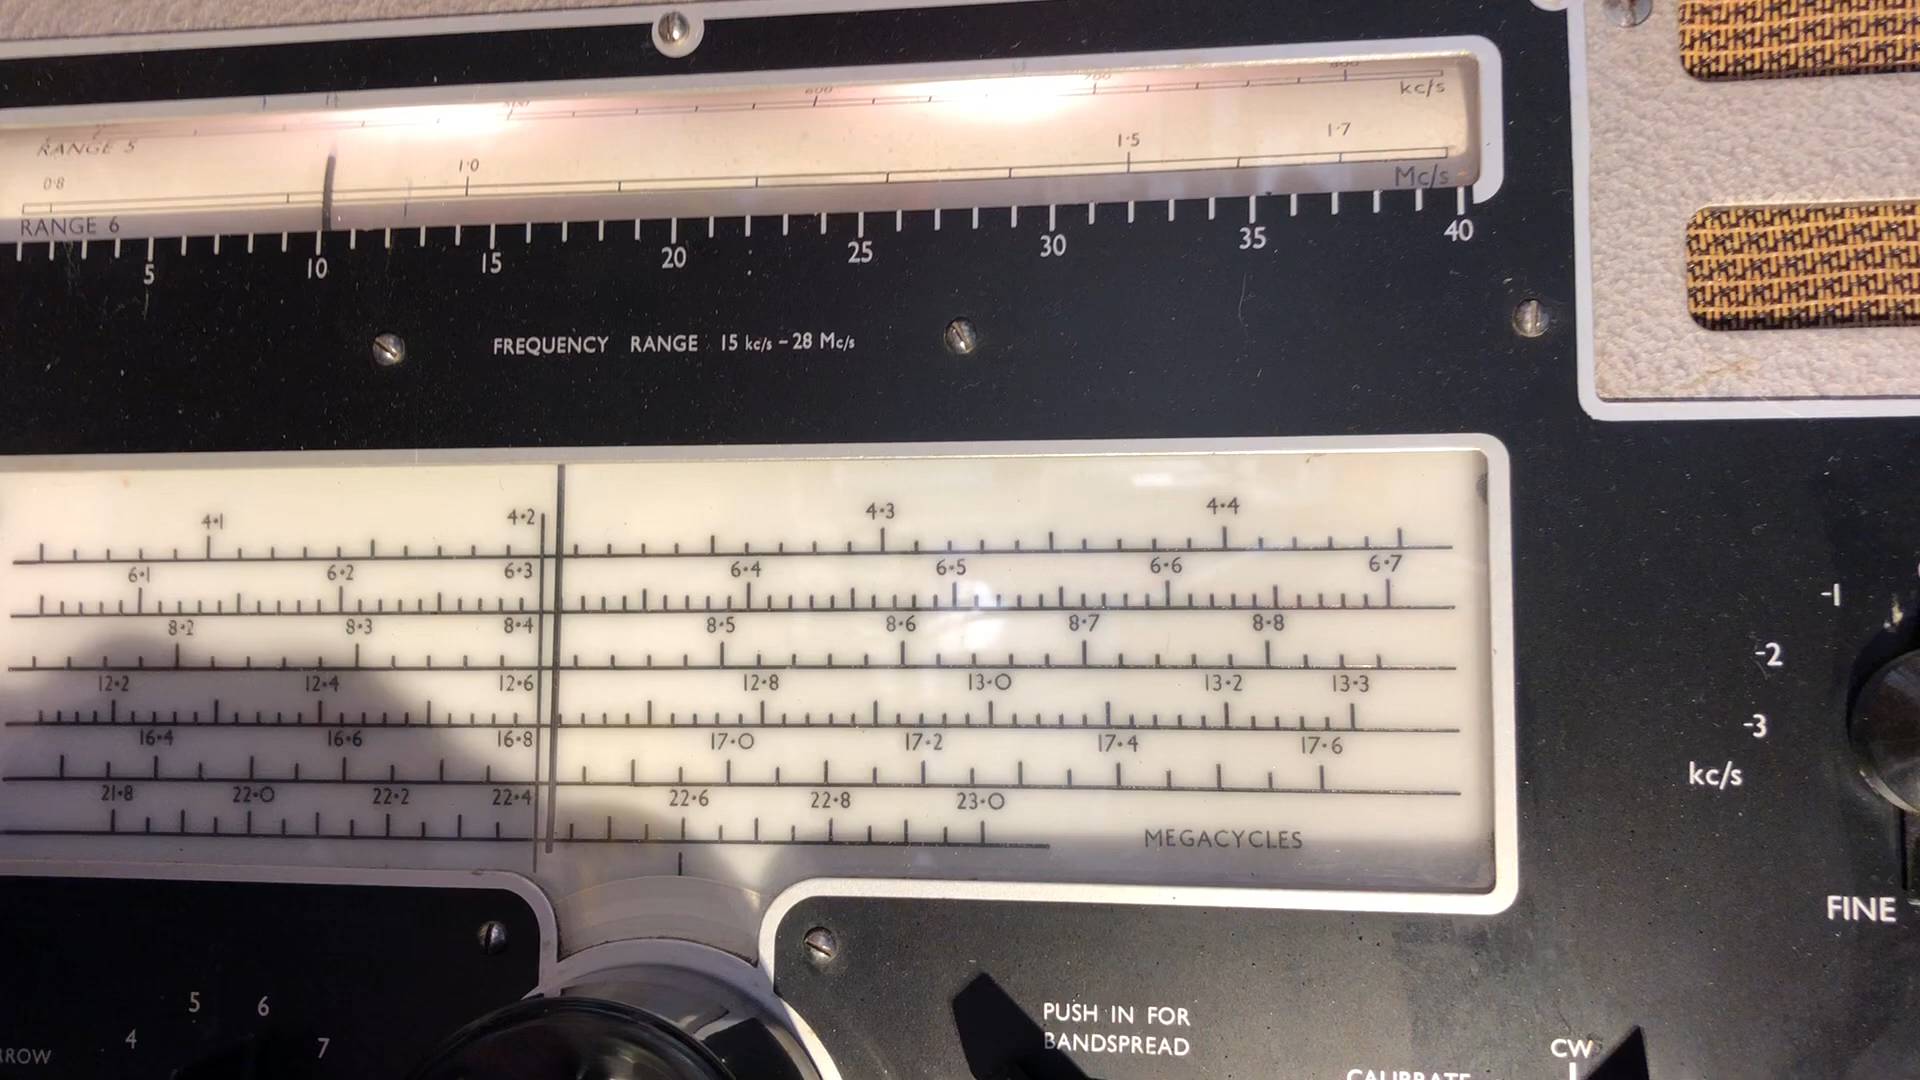 600 700 800
kc/s
RANGE 5
0·8 1·0 1·5 1·7
Mc/s
RANGE 6
5 10 15 20 25 30 35 40
FREQUENCY RANGE 15 kc/s – 28 Mc/s
4·1 4·2 4·3 4·4
6·1 6·2 6·3 6·4 6·5 6·6 6·7
8·2 8·3 8·4 8·5 8·6 8·7 8·8
12·2 12·4 12·6 12·8 13·0 13·2 13·3
16·4 16·6 16·8 17·0 17·2 17·4 17·6
21·8 22·0 22·2 22·4 22·6 22·8 23·0
MEGACYCLES
-1
-2
-3
kc/s
FINE
4 5 6 7
PUSH IN FOR
BANDSPREAD
CW
CALIBRATE